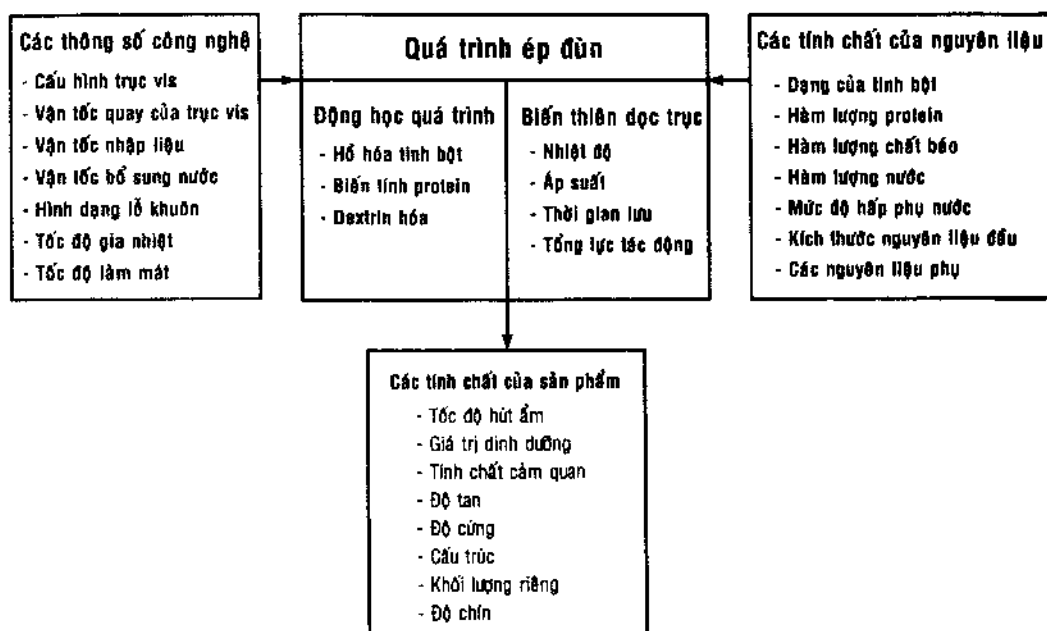 Các thông số công nghệ
- Cấu hình trục vis
- Vận tốc quay của trục vis
- Vận tốc nhập liệu
- Vận tốc bổ sung nước
- Hình dạng lỗ khuôn
- Tốc độ gia nhiệt
- Tốc độ làm mát
Quá trình ép đùn
Động học quá trình
- Hồ hóa tinh bột
- Biến tính protein
- Dextrin hóa
Biến thiên dọc trục
- Nhiệt độ
- Áp suất
- Thời gian lưu
- Tổng lực tác động
Các tính chất của nguyên liệu
- Dạng của tinh bột
- Hàm lượng protein
- Hàm lượng chất béo
- Hàm lượng nước
- Mức độ hấp phụ nước
- Kích thước nguyên liệu đầu
- Các nguyên liệu phụ
Các tính chất của sản phẩm
- Tốc độ hút ẩm
- Giá trị dinh dưỡng
- Tính chất cảm quan
- Độ tan
- Độ cứng
- Cấu trúc
- Khối lượng riêng
- Độ chín